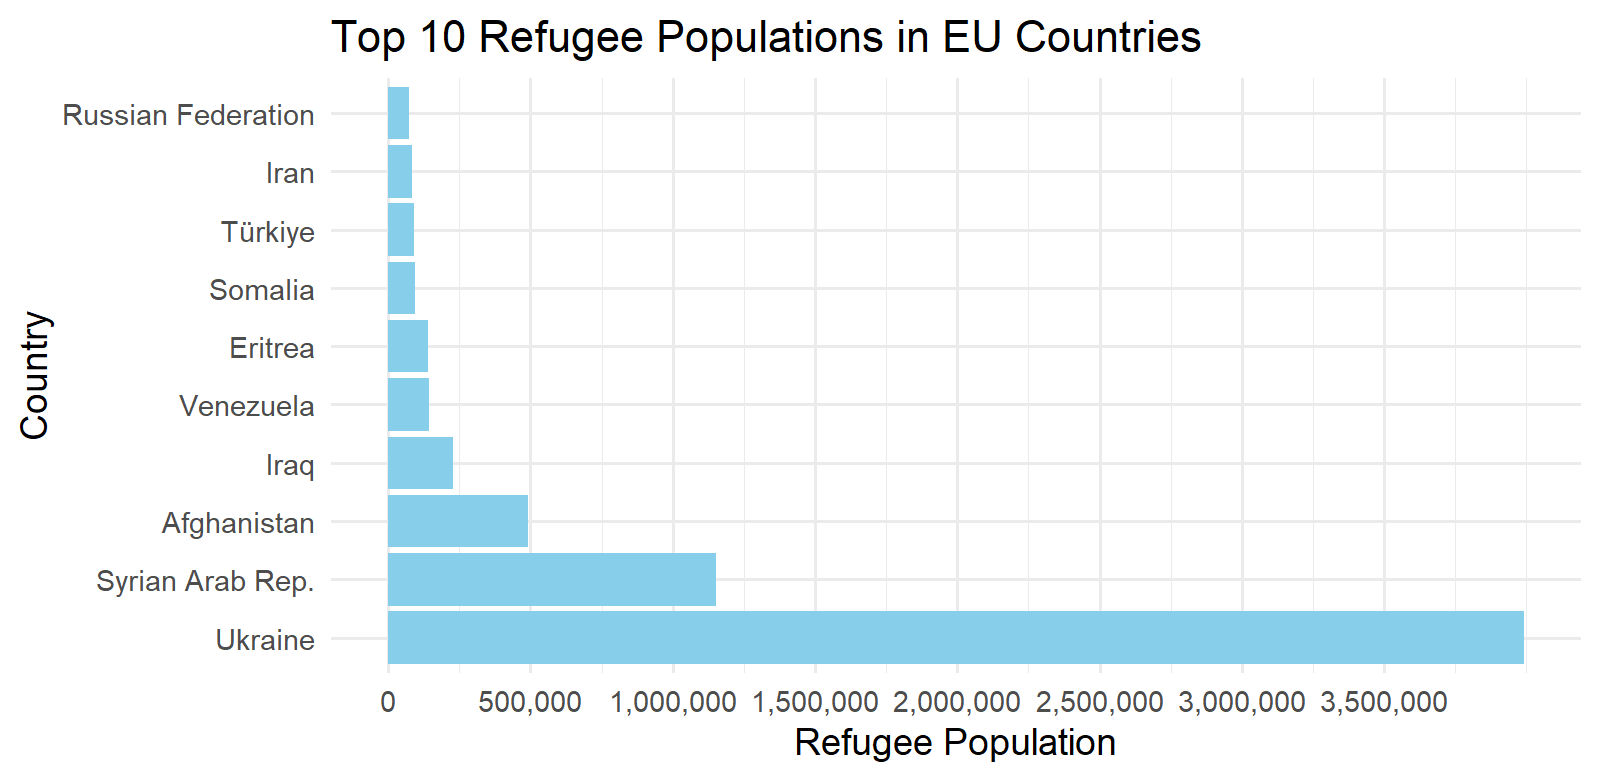 Top 10 Refugee Populations in EU Countries
Country
Russian Federation
Iran
Türkiye
Somalia
Eritrea
Venezuela
Iraq
Afghanistan
Syrian Arab Rep.
Ukraine
0 500,000 1,000,000 1,500,000 2,000,000 2,500,000 3,000,000 3,500,000
Refugee Population